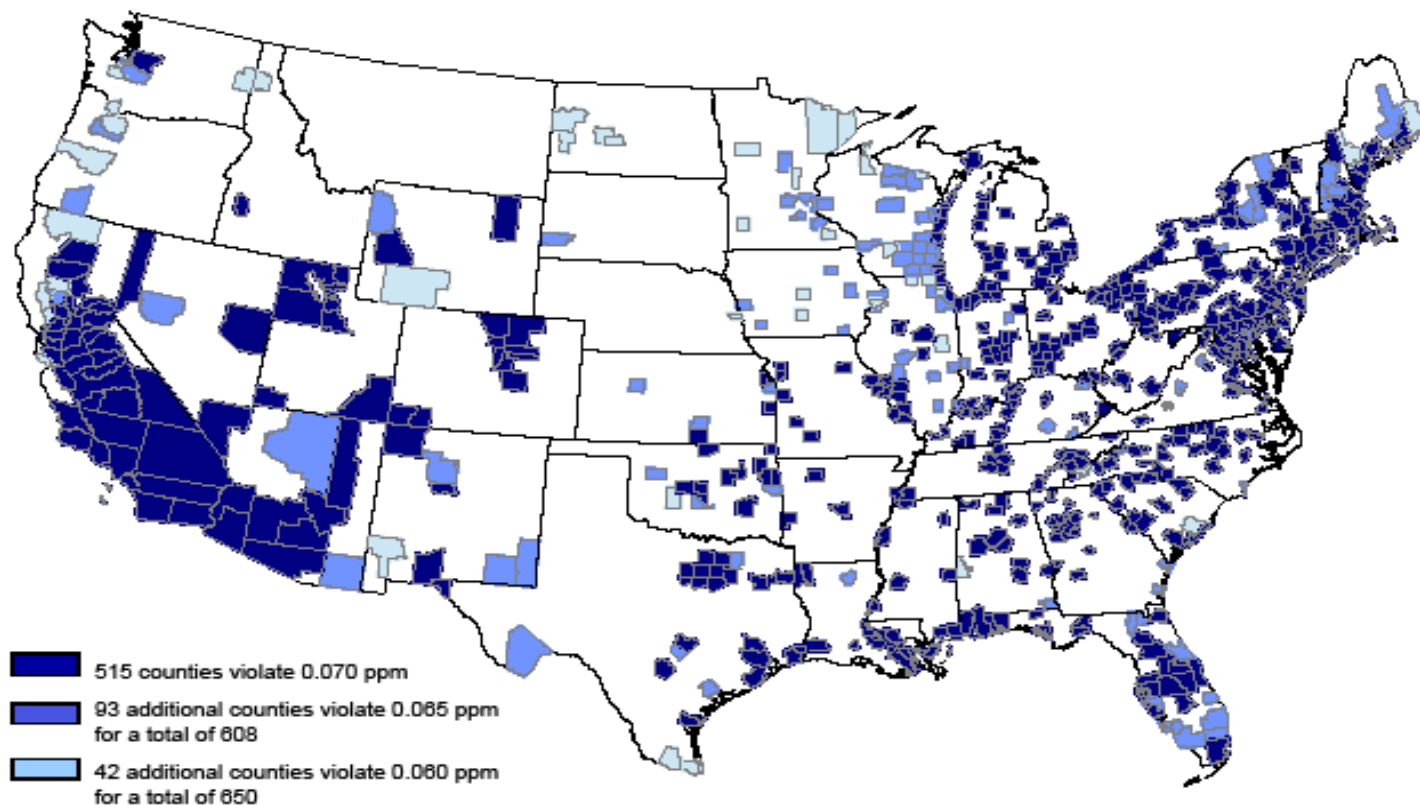 515 counties violate 0.070 ppm
93 additional counties violate 0.065 ppm
for a total of 608
42 additional counties violate 0.060 ppm
for a total of 650